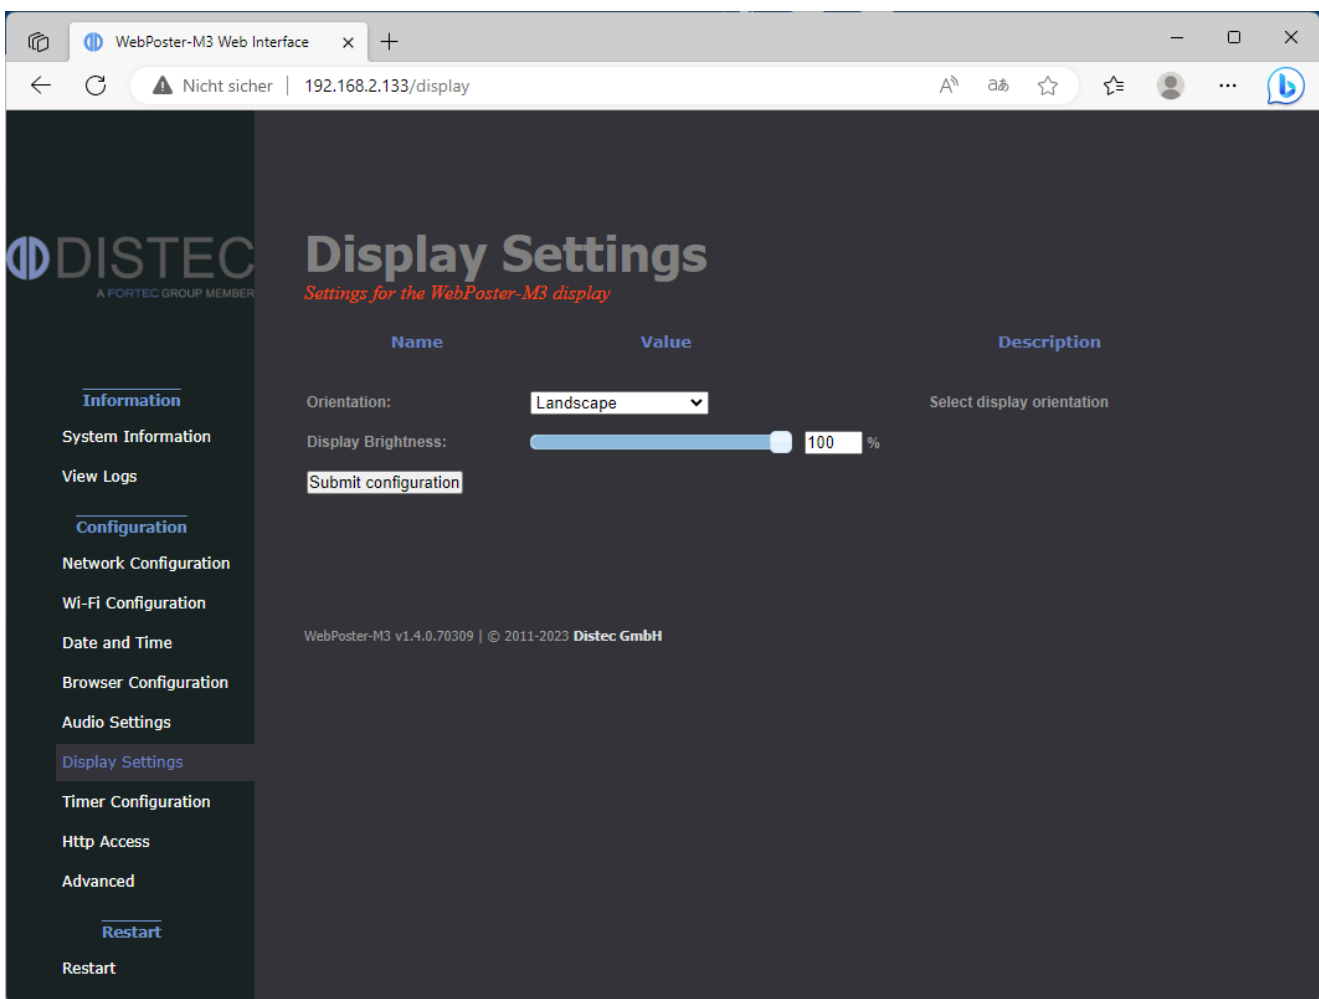 WebPoster-M3 Web Interface
Nicht sicher | 192.168.2.133/display
DISTEC
A FORTEC GROUP MEMBER
Information
System Information
View Logs
Configuration
Network Configuration
Wi-Fi Configuration
Date and Time
Browser Configuration
Audio Settings
Display Settings
Timer Configuration
Http Access
Advanced
Restart
Restart
Display Settings
Settings for the WebPoster-M3 display
Name Value Description
Orientation: Landscape Select display orientation
Display Brightness: 100 %
Submit configuration
WebPoster-M3 v1.4.0.70309 | © 2011-2023 Distec GmbH